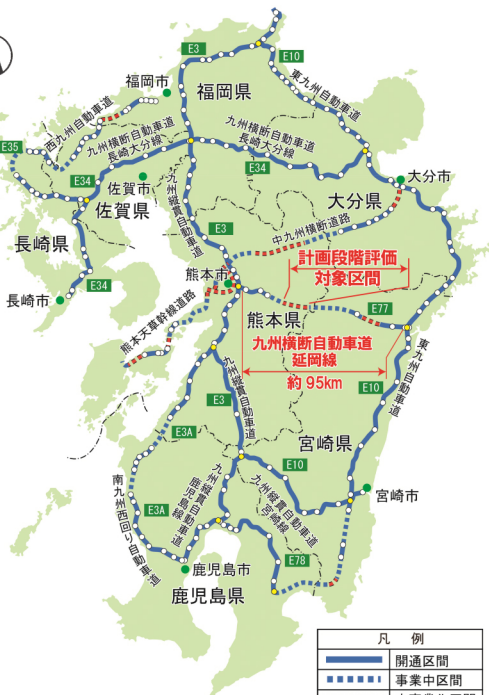 E3
E10
福岡市
福岡県
東九州自動車道
西九州自動車道
E35
九州横断自動車道
長崎大分線
九州横断自動車道
長崎大分線
E34
E34
佐賀市
佐賀県
九州縦貫自動車道
大分市
大分県
長崎県
E3
中九州横断道路
計画段階評価
対象区間
熊本市
長崎市
E34
熊本天草幹線道路
熊本県
E77
九州横断自動車道
延岡線
約95km
東九州自動車道
E10
E3
九州縦貫自動車道
E3A
宮崎県
E10
南九州西回り自動車道
E3A
九州縦貫自動車道
鹿児島線
九州縦貫自動車道
宮崎線
宮崎市
E78
鹿児島市
鹿児島県
凡 例
開通区間
事業中区間